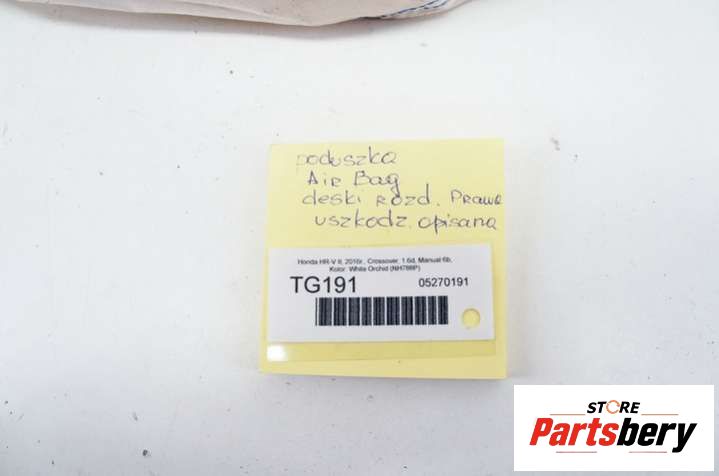 poduszka
Air Bag
deski rozd. Prawa
uszkodz. opisana
Honda HR-V II, 2016r., Crossover, 1.6d, Manual 6b,
Kolor: White Orchid (NH788P)
TG191 05270191
STORE
Partsbery